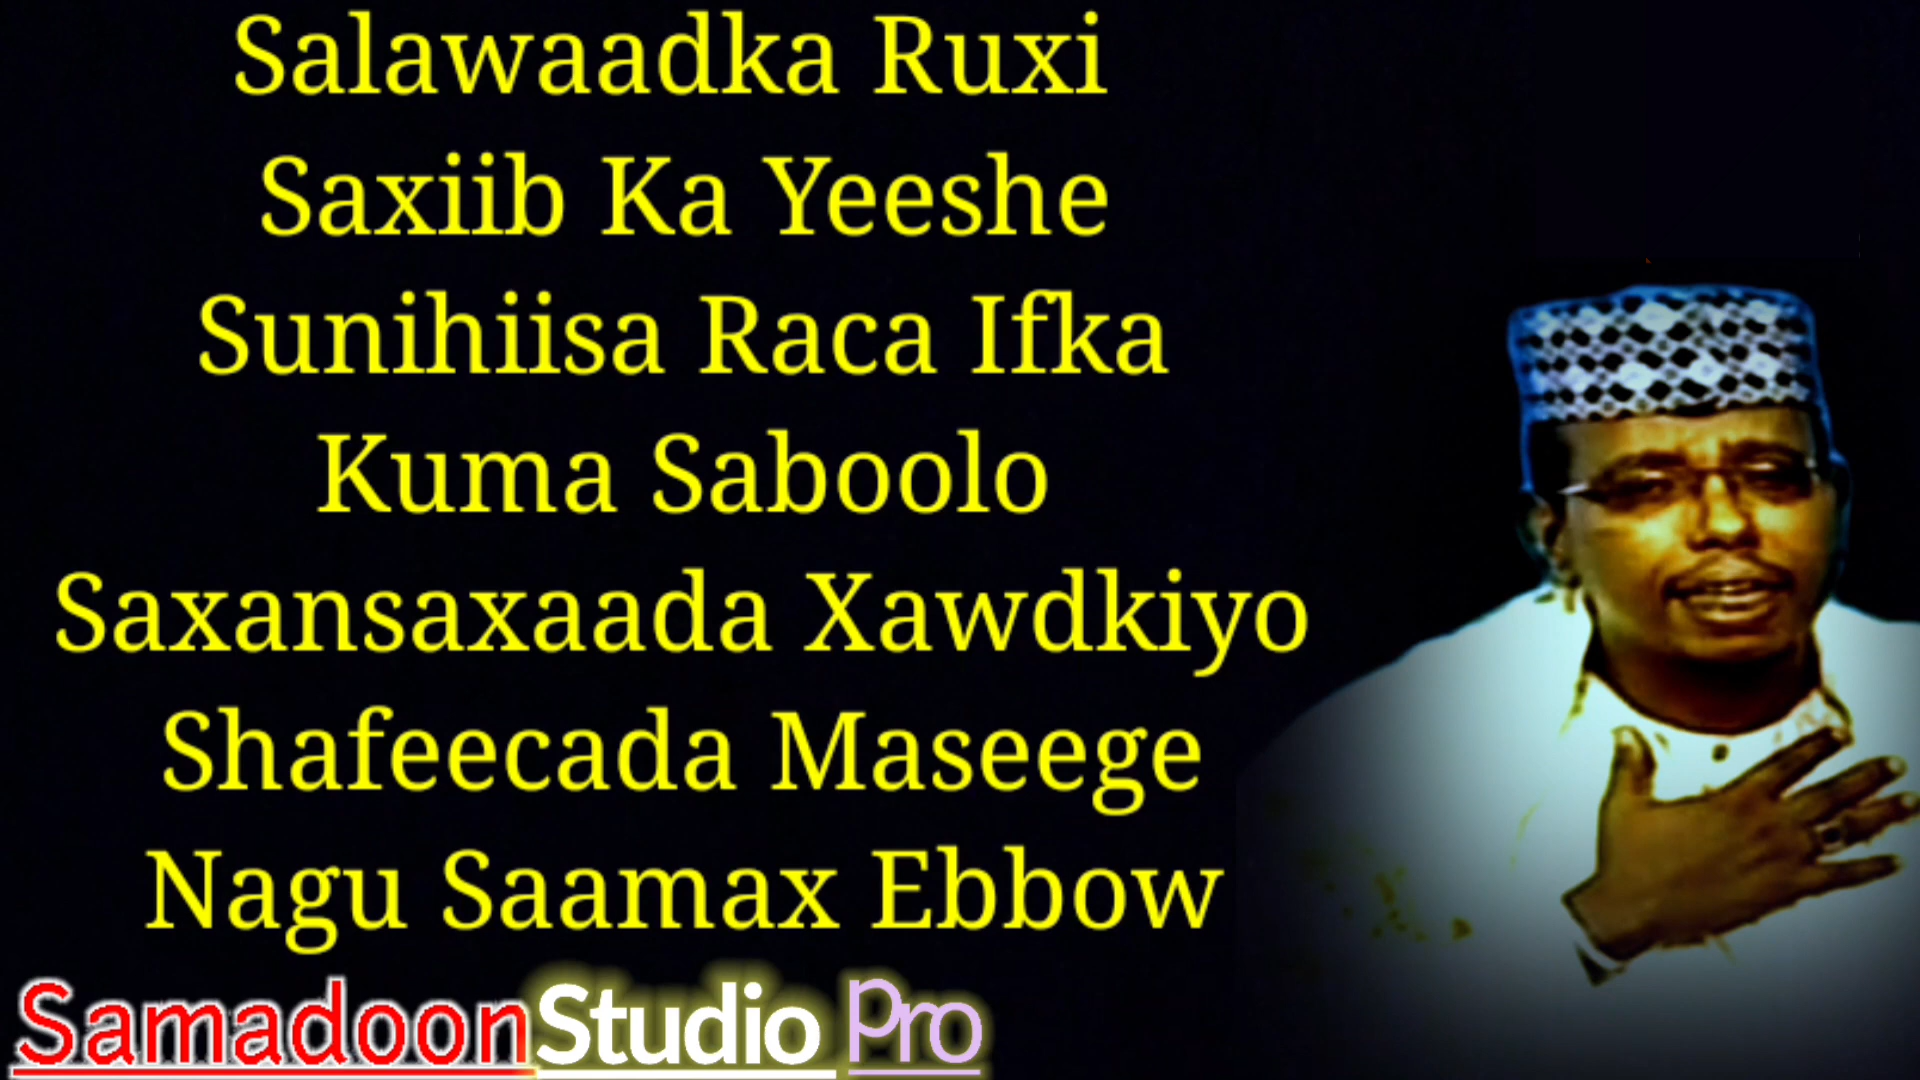 Salawaadka Ruxi
Saxiib Ka Yeeshe
Sunihiisa Raca Ifka
Kuma Saboolo
Saxansaxaada Xawdkiyo
Shafeecada Maseege
Nagu Saamax Ebbow
SamadoonStudio Pro